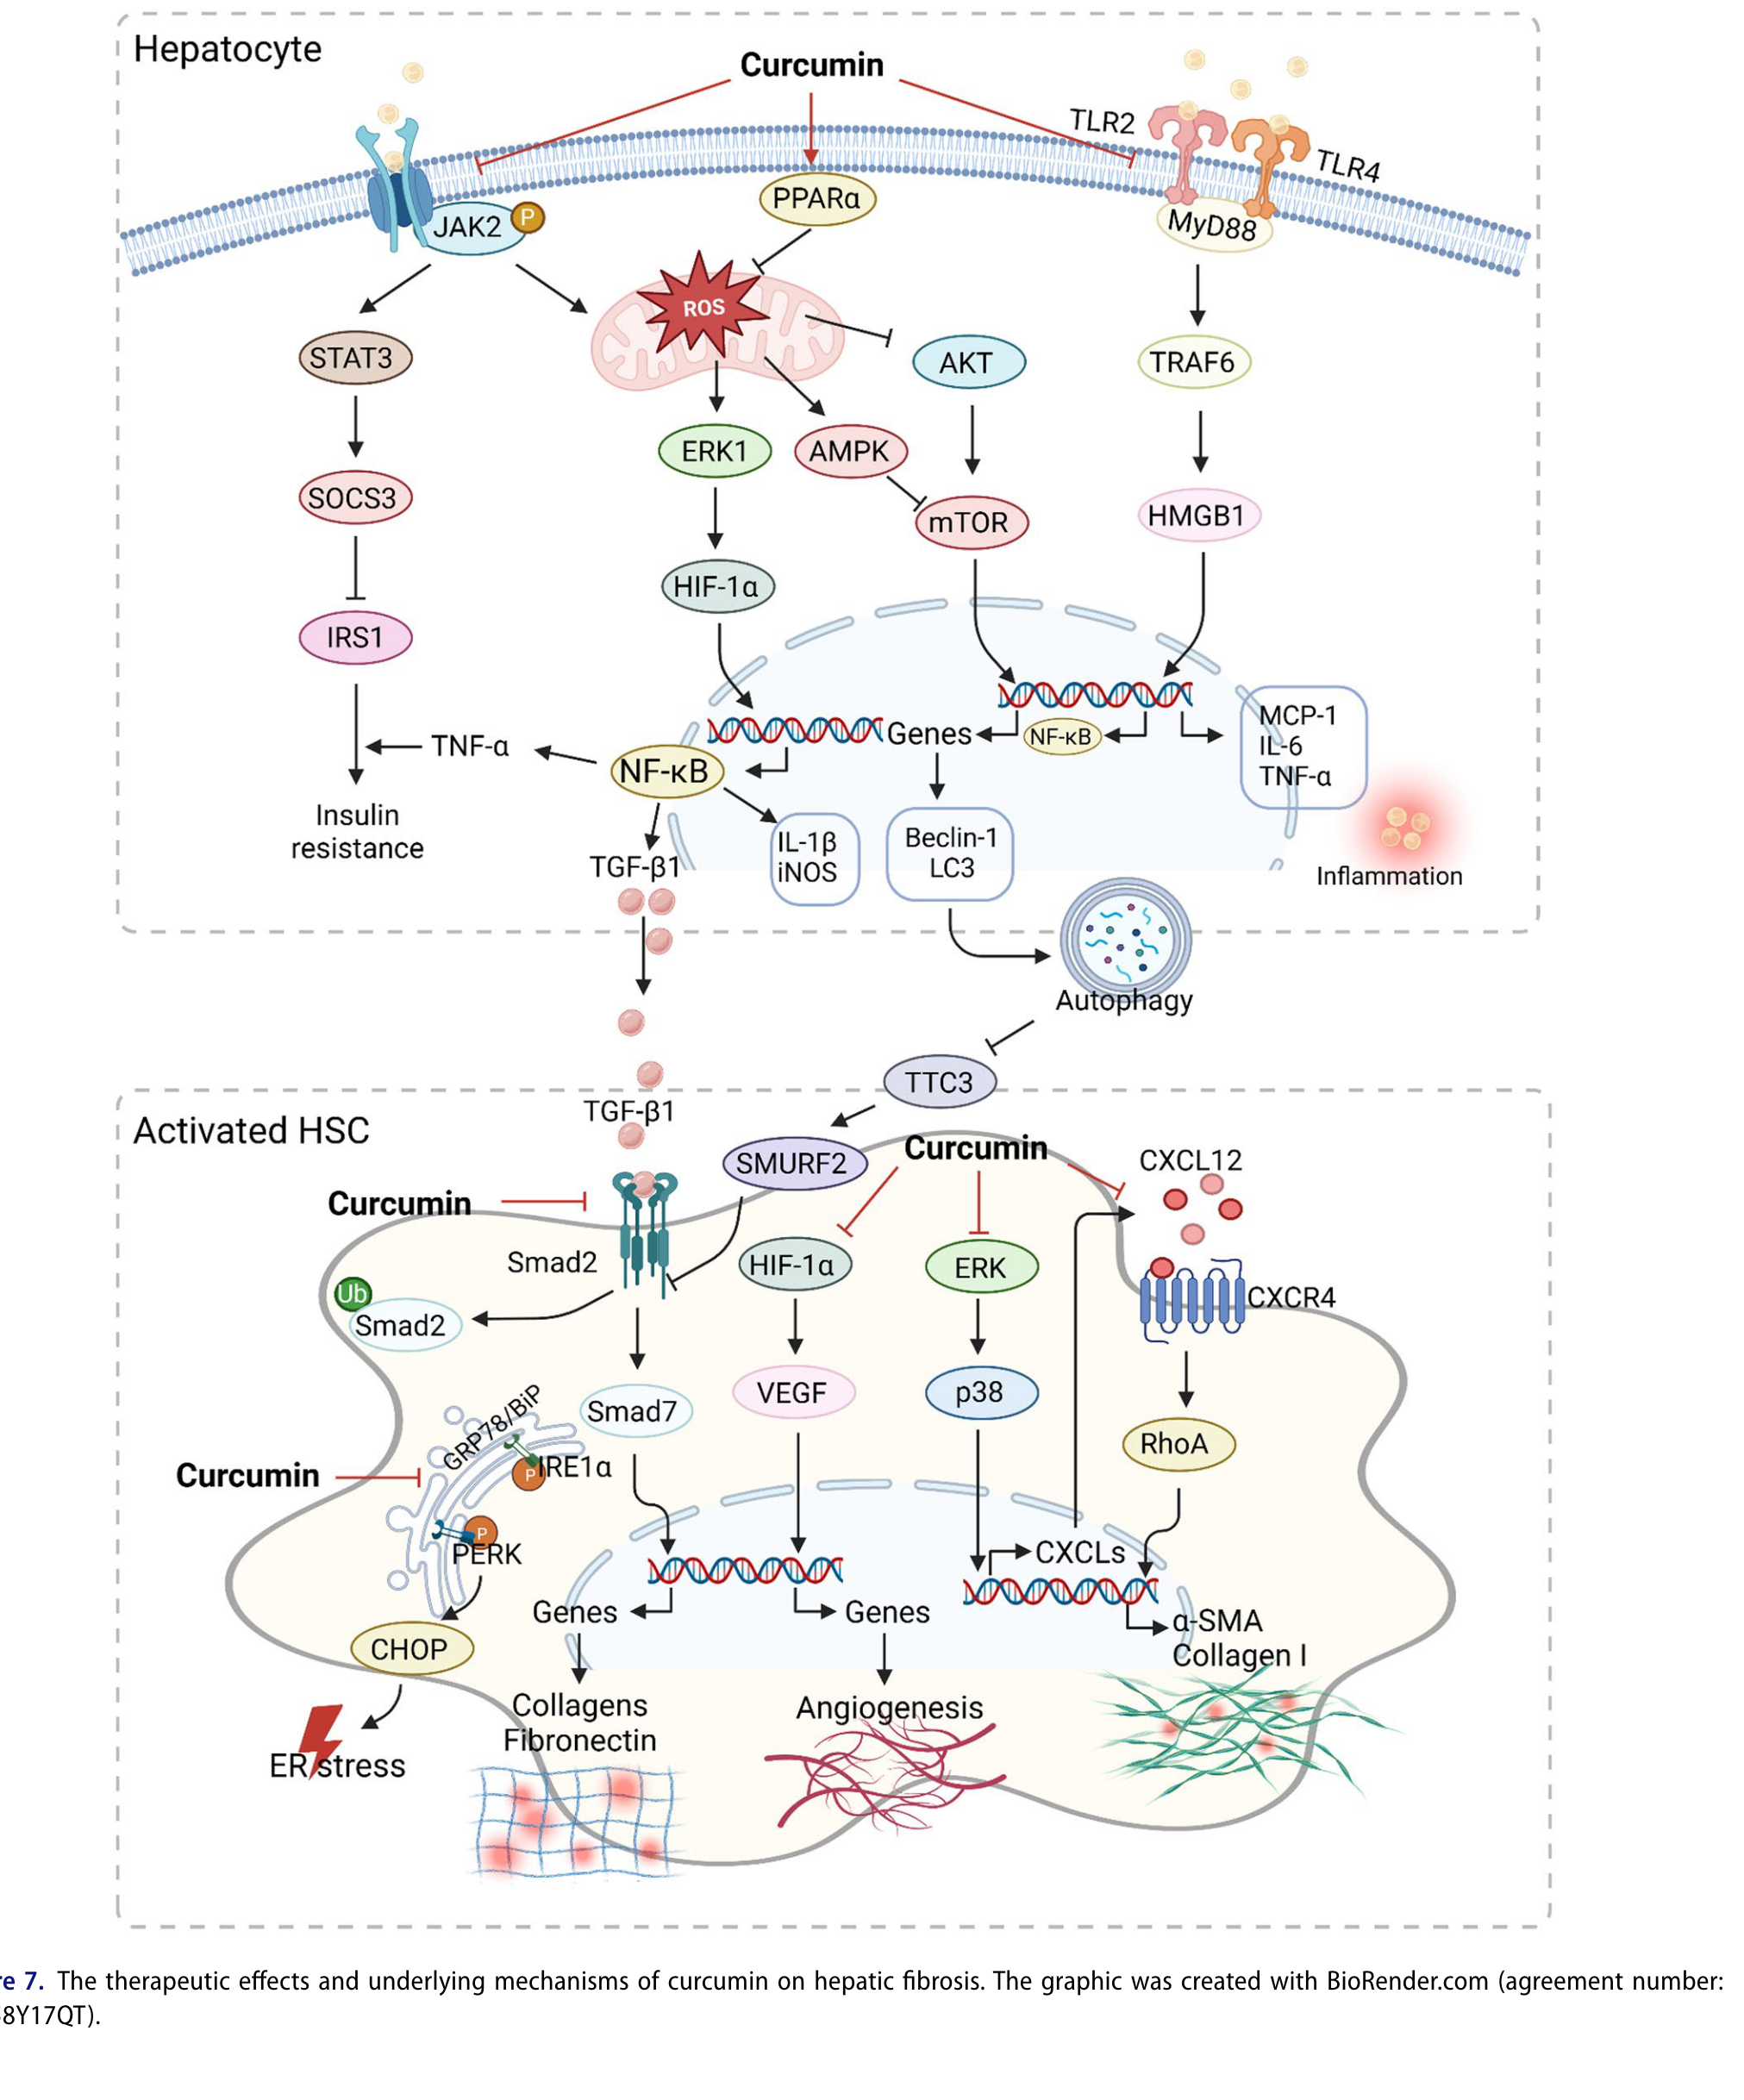 Hepatocyte
Curcumin
TLR2
TLR4
PPARα
JAK2
P
MyD88
ROS
STAT3
AKT
TRAF6
ERK1
AMPK
SOCS3
mTOR
HMGB1
HIF-1α
IRS1
MCP-1
IL-6
TNF-α
Genes
NF-κB
TNF-α
NF-κB
Insulin
resistance
IL-1β
iNOS
Beclin-1
LC3
TGF-β1
Inflammation
Autophagy
TTC3
TGF-β1
Activated HSC
SMURF2
Curcumin
CXCL12
Curcumin
Smad2
HIF-1α
ERK
Ub
Smad2
CXCR4
VEGF
p38
Smad7
GRP78/BiP
RhoA
Curcumin
P
IRE1α
P
PERK
CXCLs
Genes
Genes
α-SMA
Collagen I
CHOP
Collagens
Fibronectin
Angiogenesis
ER stress
re 7. The therapeutic effects and underlying mechanisms of curcumin on hepatic fibrosis. The graphic was created with BioRender.com (agreement number:
8Y17QT).